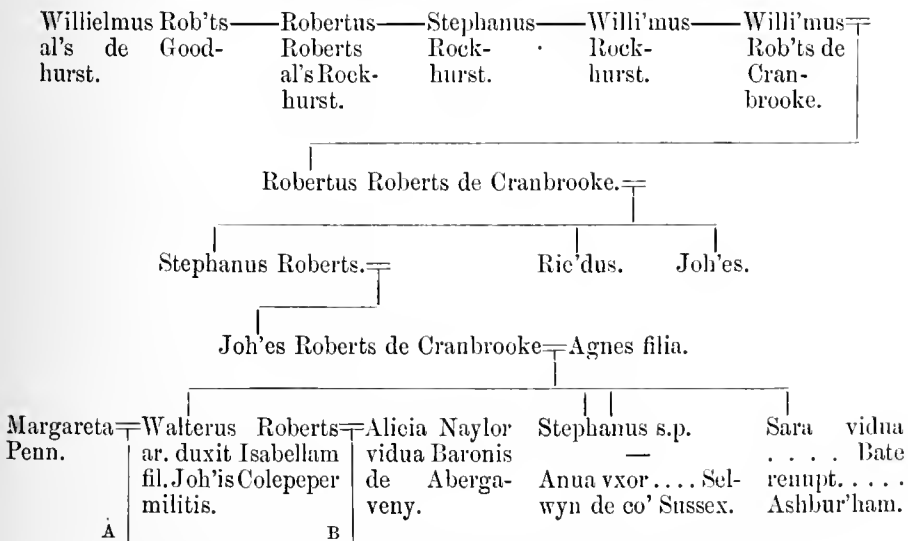 Willielmus Rob'ts
al's de Good-
hurst.
Robertus
Roberts
al's Rock-
hurst.
Stephanus
Rock-
hurst.
Willi'mus
Rock-
hurst.
Willi'mus
Rob'ts de
Cran-
brooke.
Robertus Roberts de Cranbrooke.
Stephanus Roberts.
Ric'dus.
Joh'es.
Joh'es Roberts de Cranbrooke
Agnes filia.
Margareta
Penn.
Walterus Roberts
ar. duxit Isabellam
fil. Joh'is Colepeper
militis.
Alicia Naylor
vidua Baronis
de Aberga-
veny.
Stephanus s.p.
—
Anna vxor .... Sel-
wyn de co' Sussex.
Sara vidua
.... Bate
renupt.....
Ashbur'ham.
A
B